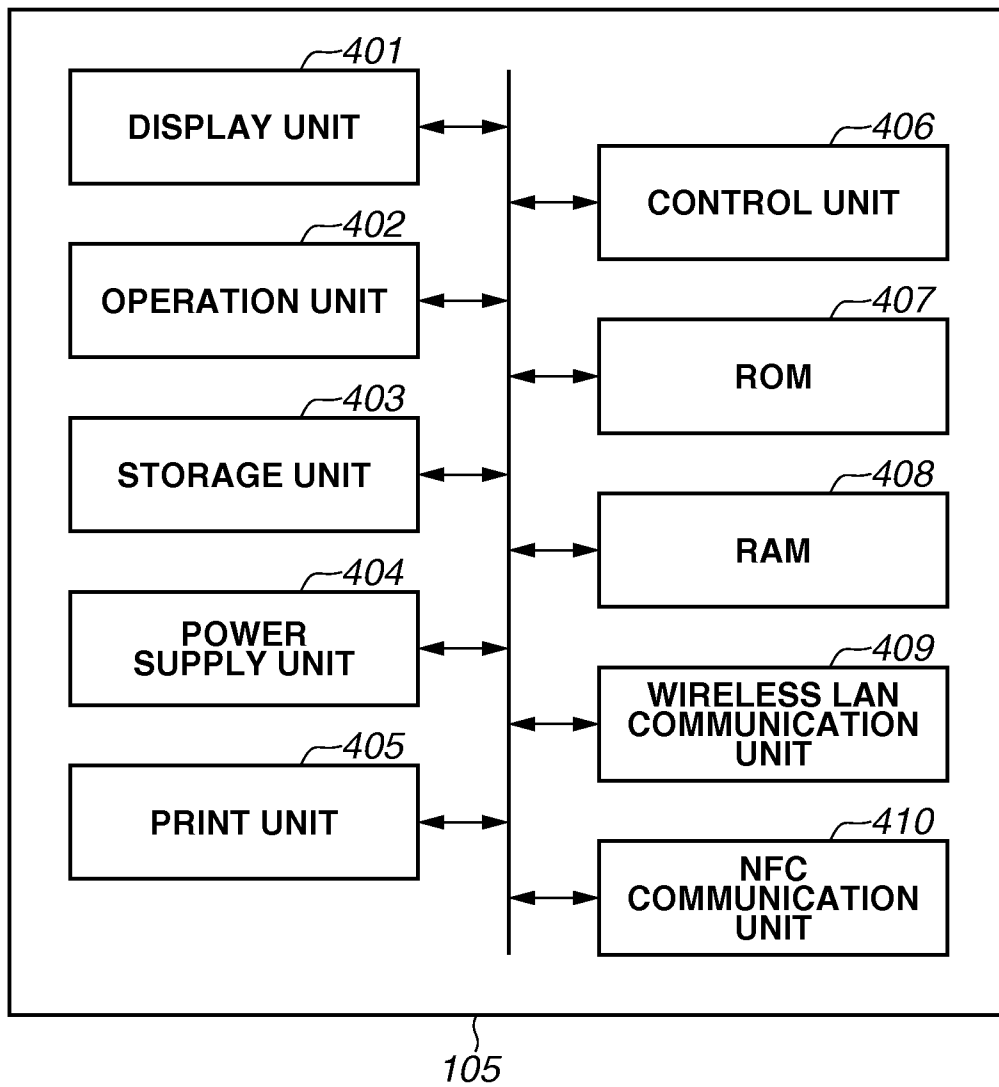 401
DISPLAY UNIT
402
OPERATION UNIT
403
STORAGE UNIT
404
POWER
SUPPLY UNIT
405
PRINT UNIT
406
CONTROL UNIT
407
ROM
408
RAM
409
WIRELESS LAN
COMMUNICATION
UNIT
410
NFC
COMMUNICATION
UNIT
105